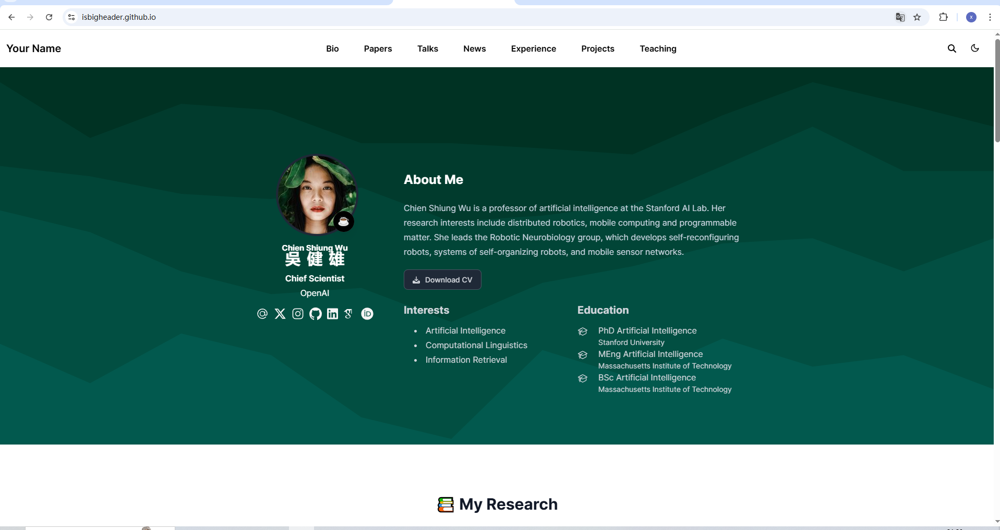 isbigheader.github.io
x
Your Name
Bio
Papers
Talks
News
Experience
Projects
Teaching
Chien Shiung Wu
吳健雄
Chief Scientist
OpenAI
About Me
Chien Shiung Wu is a professor of artificial intelligence at the Stanford AI Lab. Her
research interests include distributed robotics, mobile computing and programmable
matter. She leads the Robotic Neurobiology group, which develops self-reconfiguring
robots, systems of self-organizing robots, and mobile sensor networks.
Download CV
Interests
Artificial Intelligence
Computational Linguistics
Information Retrieval
Education
PhD Artificial Intelligence
Stanford University
MEng Artificial Intelligence
Massachusetts Institute of Technology
BSc Artificial Intelligence
Massachusetts Institute of Technology
My Research